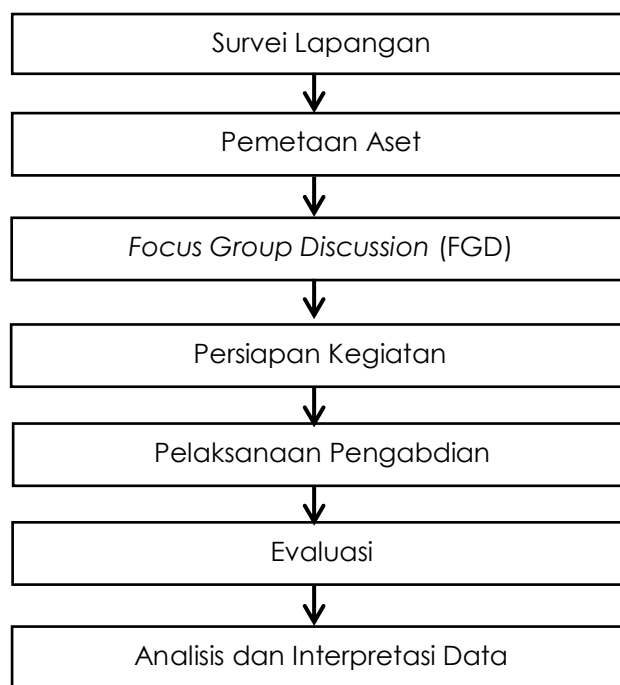 Survei Lapangan
Pemetaan Aset
Focus Group Discussion (FGD)
Persiapan Kegiatan
Pelaksanaan Pengabdian
Evaluasi
Analisis dan Interpretasi Data